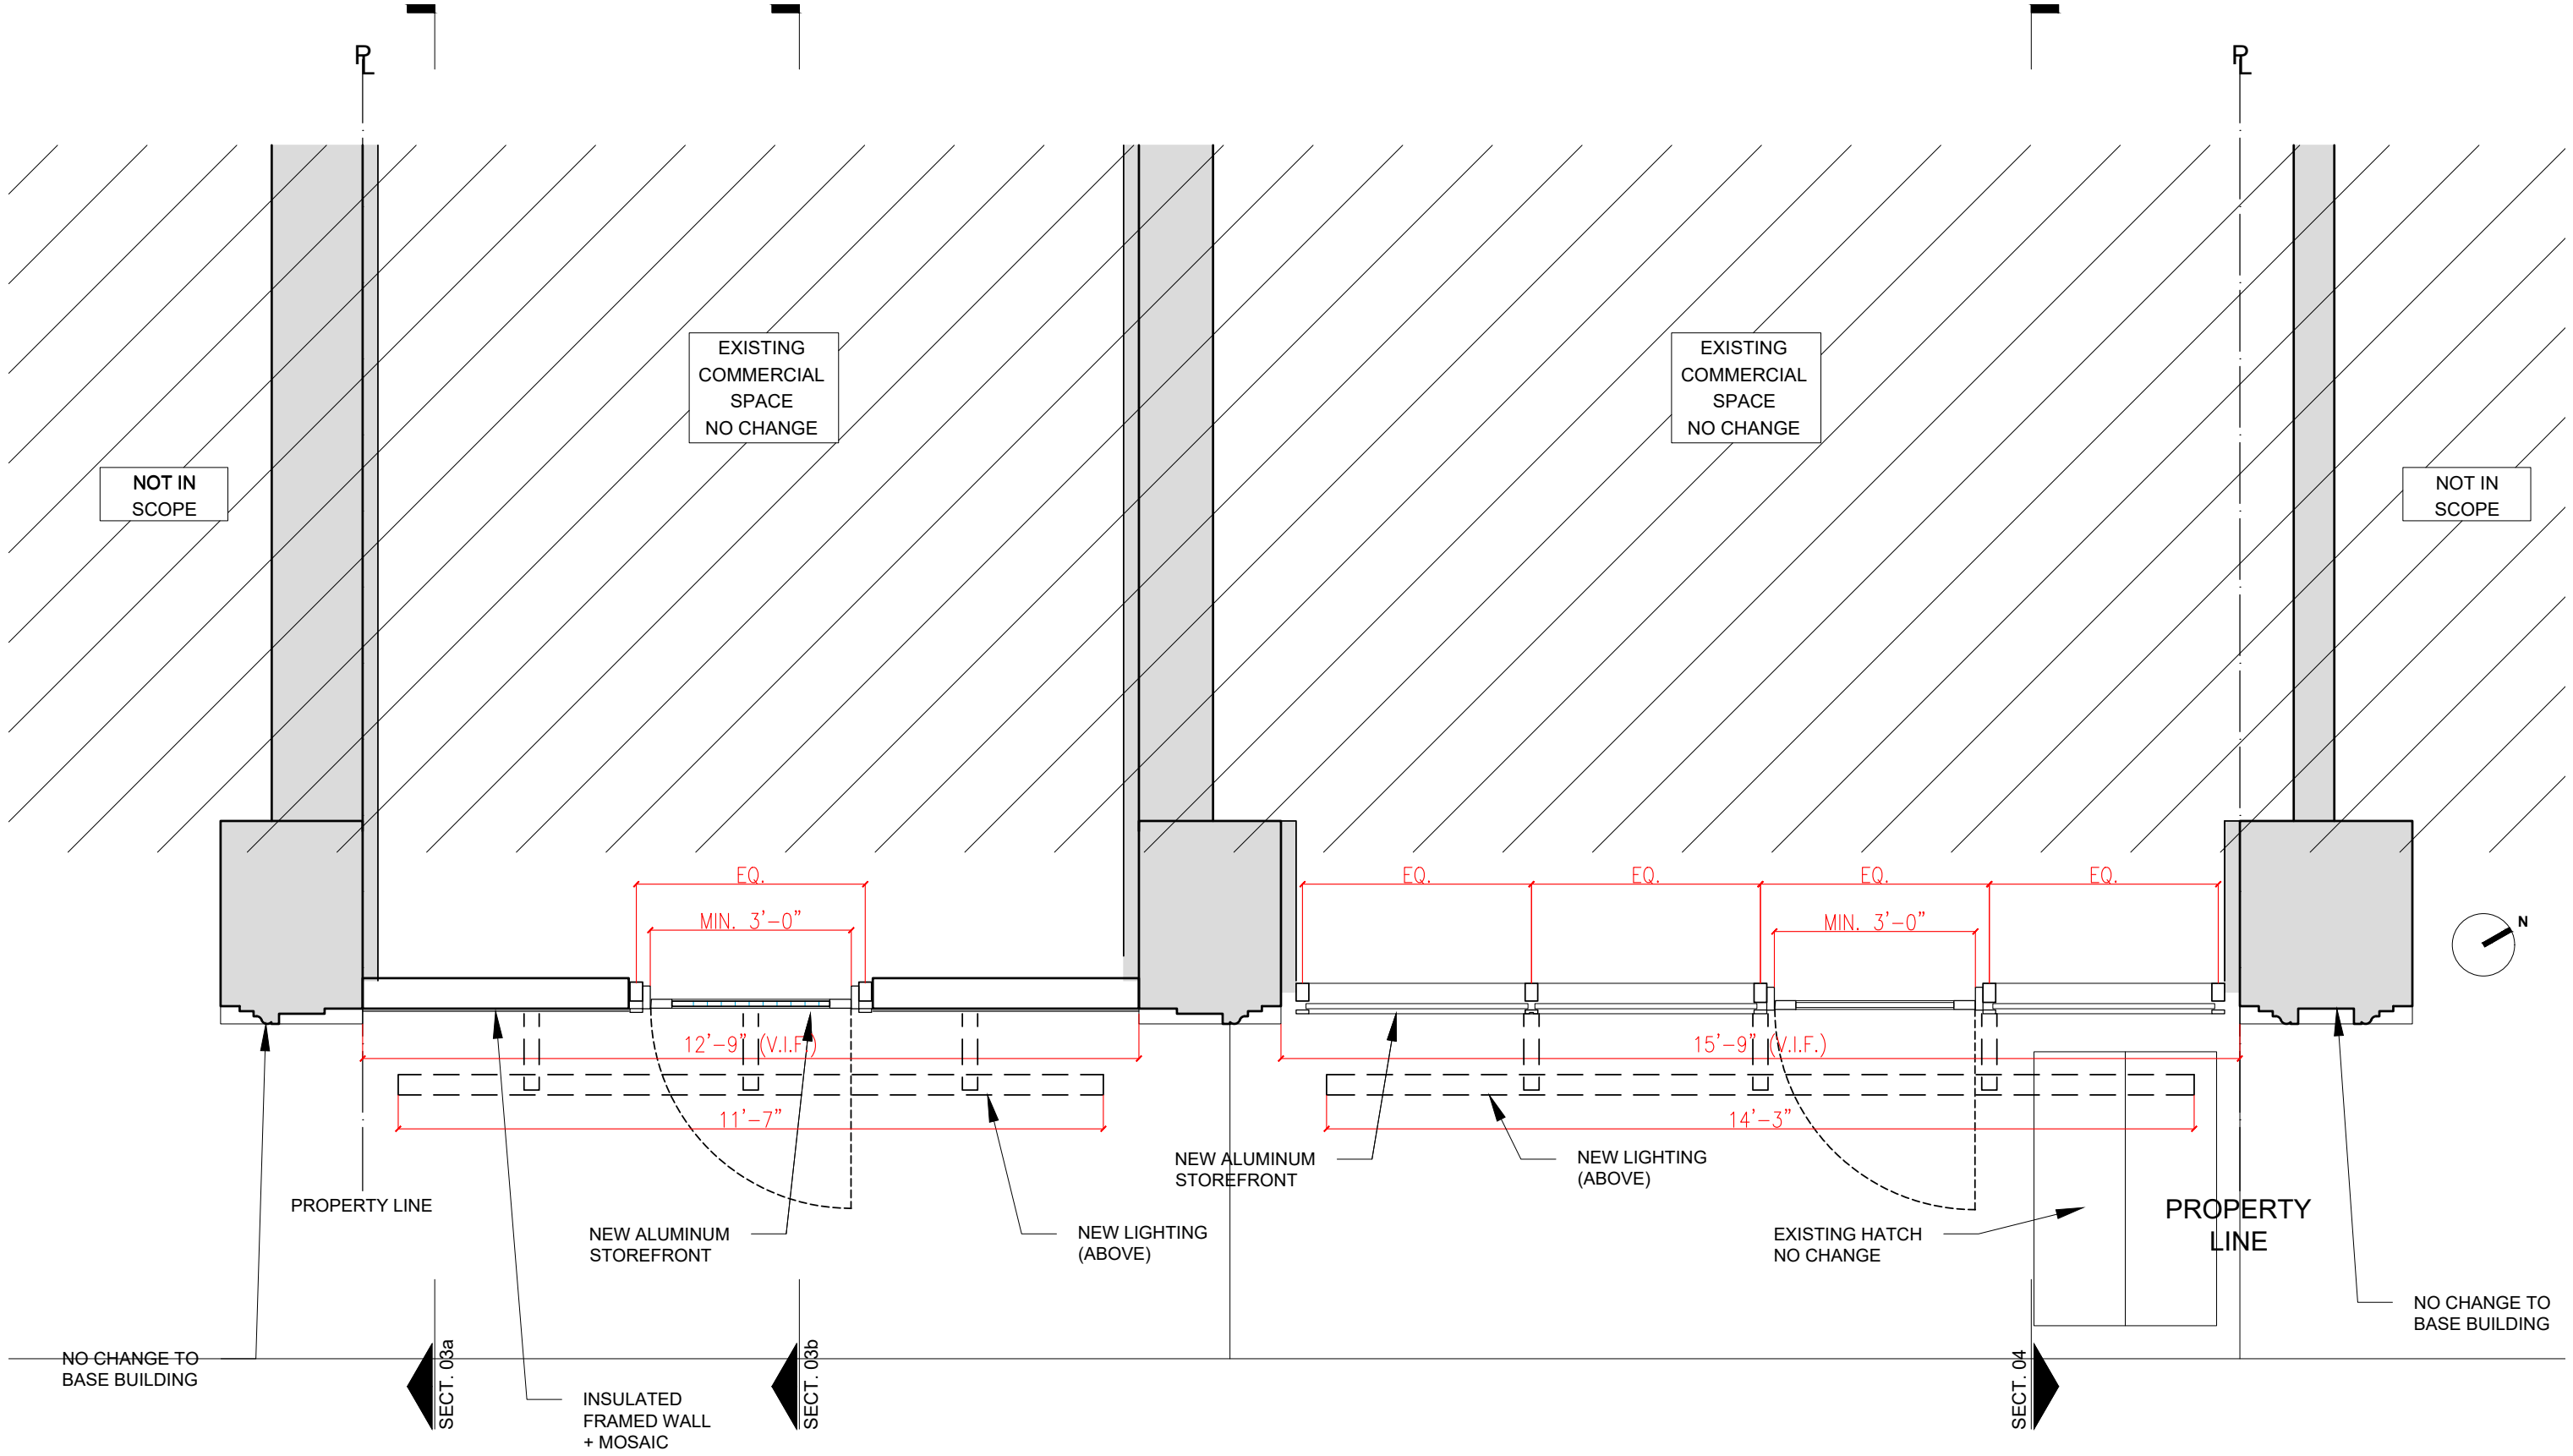 PL
PL
EXISTING
COMMERCIAL
SPACE
NO CHANGE
EXISTING
COMMERCIAL
SPACE
NO CHANGE
NOT IN
SCOPE
NOT IN
SCOPE
EQ.
EQ.
EQ.
EQ.
EQ.
MIN. 3'-0"
MIN. 3'-0"
N
12'-9" (V.I.F.)
15'-9" (V.I.F.)
11'-7"
14'-3"
NEW ALUMINUM
STOREFRONT
NEW LIGHTING
(ABOVE)
PROPERTY LINE
PROPERTY
LINE
NEW ALUMINUM
STOREFRONT
NEW LIGHTING
(ABOVE)
EXISTING HATCH
NO CHANGE
NO CHANGE TO
BASE BUILDING
NO CHANGE TO
BASE BUILDING
SECT. 03a
SECT. 03b
SECT. 04
INSULATED
FRAMED WALL
+ MOSAIC